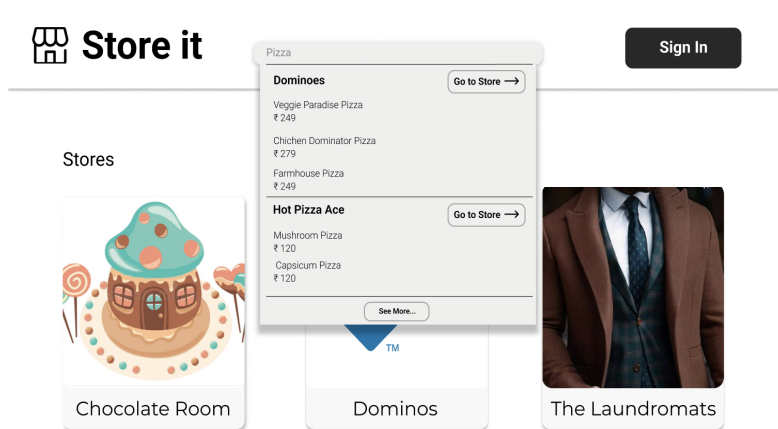 Store it
Pizza
Sign In
Dominoes
Go to Store
Veggie Paradise Pizza
₹ 249
Chichen Dominator Pizza
₹ 279
Farmhouse Pizza
₹ 249
Hot Pizza Ace
Go to Store
Mushroom Pizza
₹ 120
Capsicum Pizza
₹ 120
See More...
Stores
TM
Chocolate Room
Dominos
The Laundromats